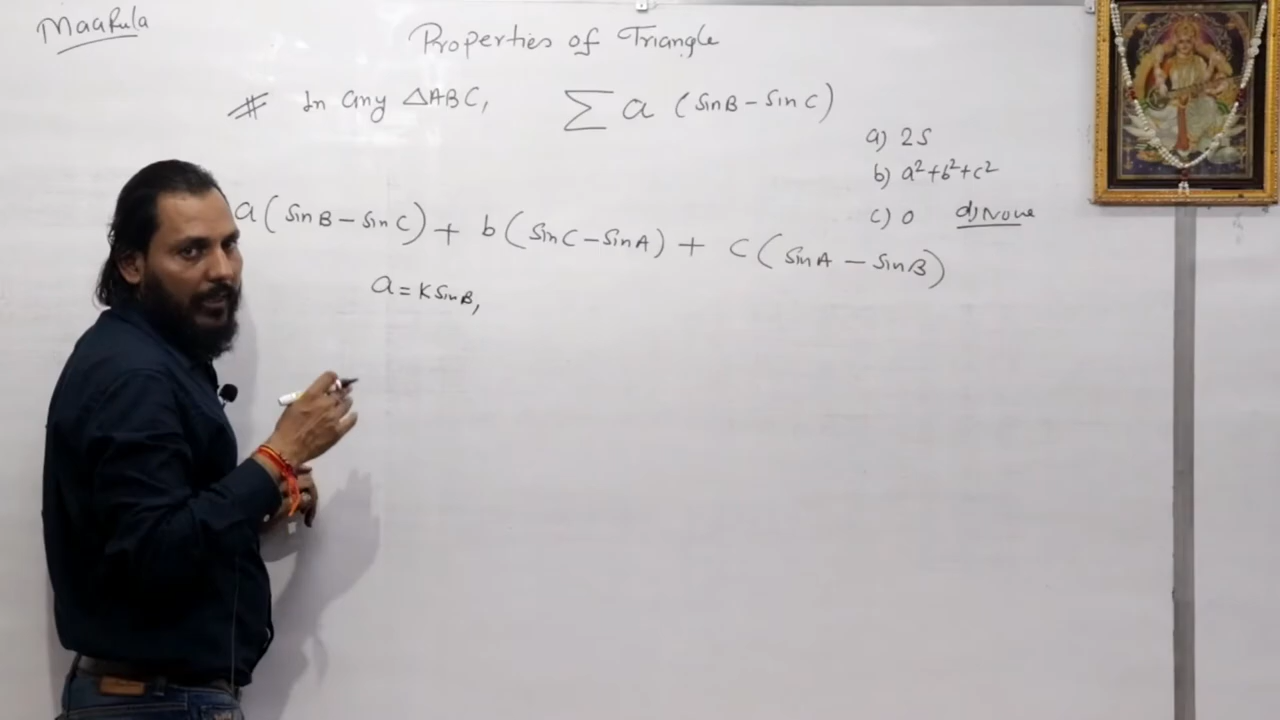 MaaRula
Properties of Triangle
# In any △ABC, ∑ a (sinB - sinC)
a) 2S
b) a²+b²+c²
c) 0 d) None
a(sinB - sinC) + b(sinC - sinA) + c(sinA - sinB)
a = K sinB,